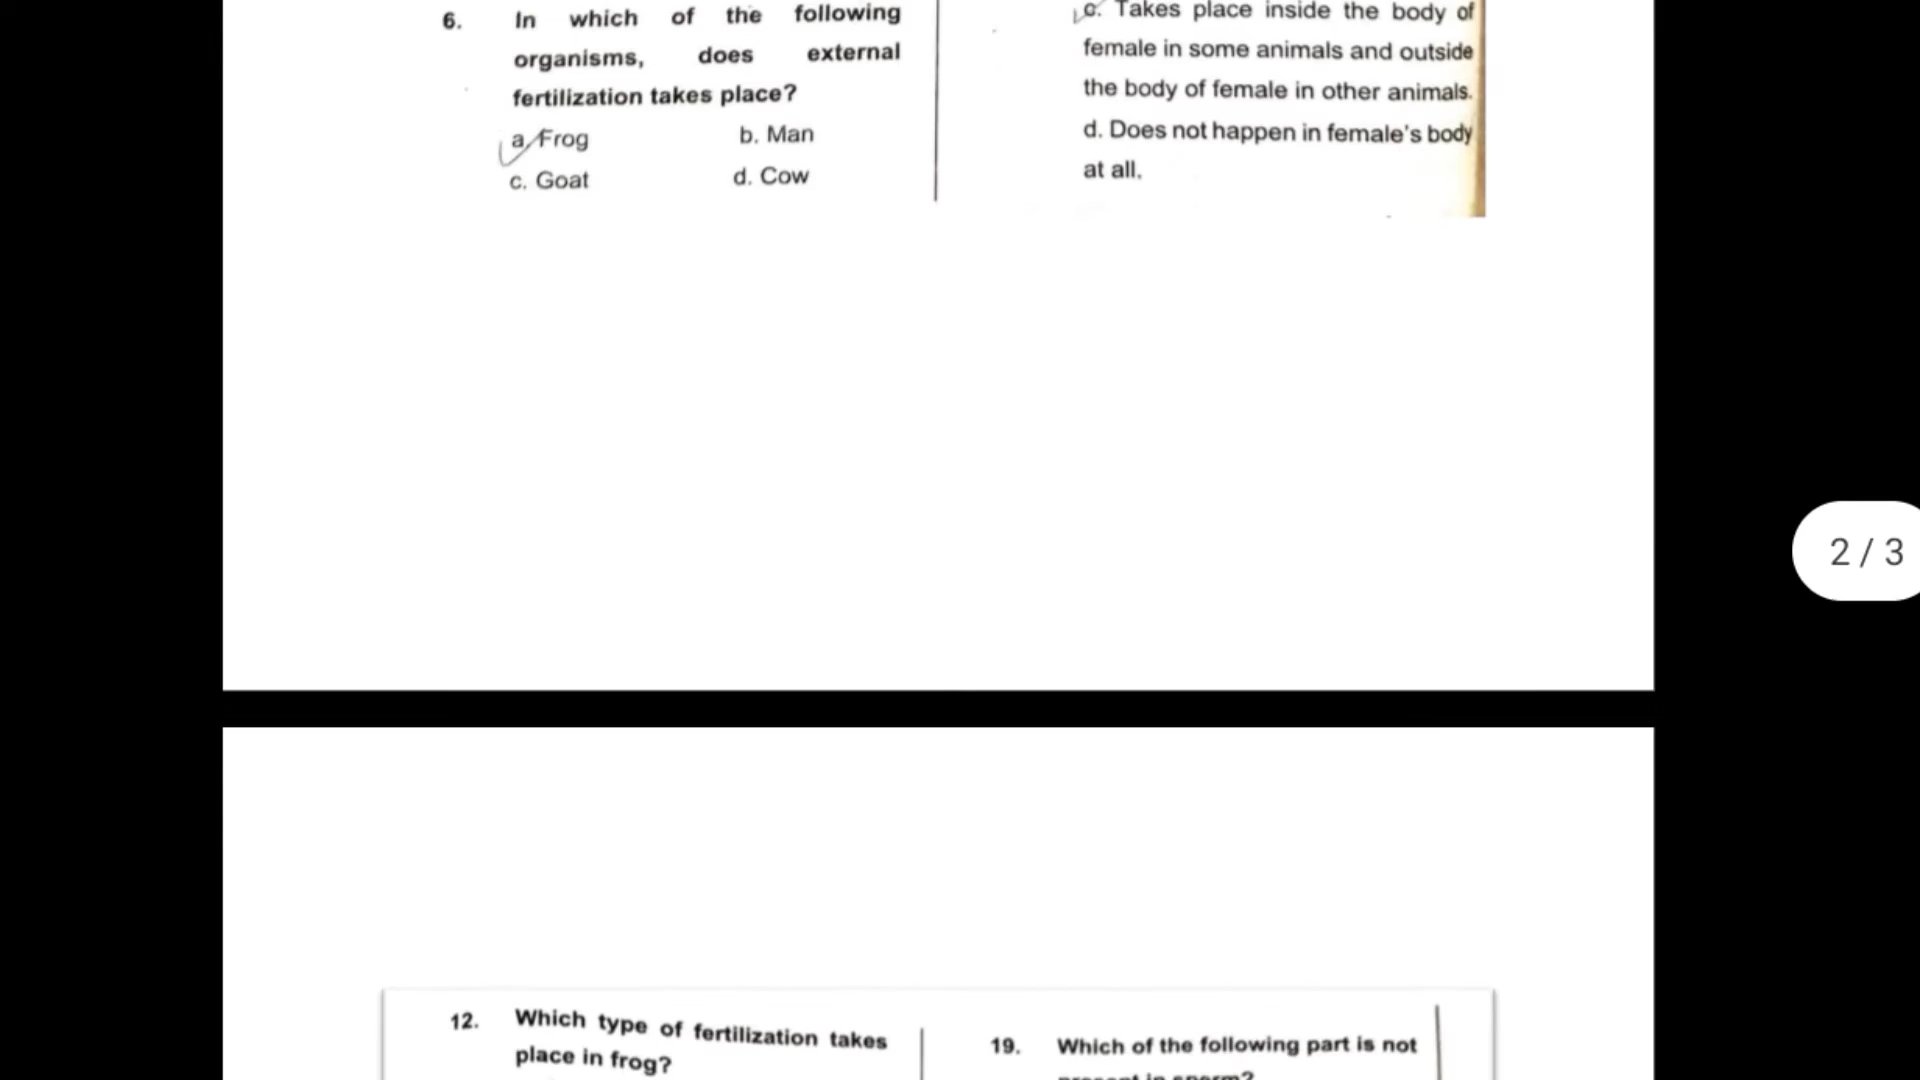 6. In which of the following
organisms, does external
fertilization takes place?
a. Frog b. Man
c. Goat d. Cow
c. Takes place inside the body of
female in some animals and outside
the body of female in other animals.
d. Does not happen in female's body
at all.
2 / 3
12. Which type of fertilization takes
place in frog?
19. Which of the following part is not
present in sperm?